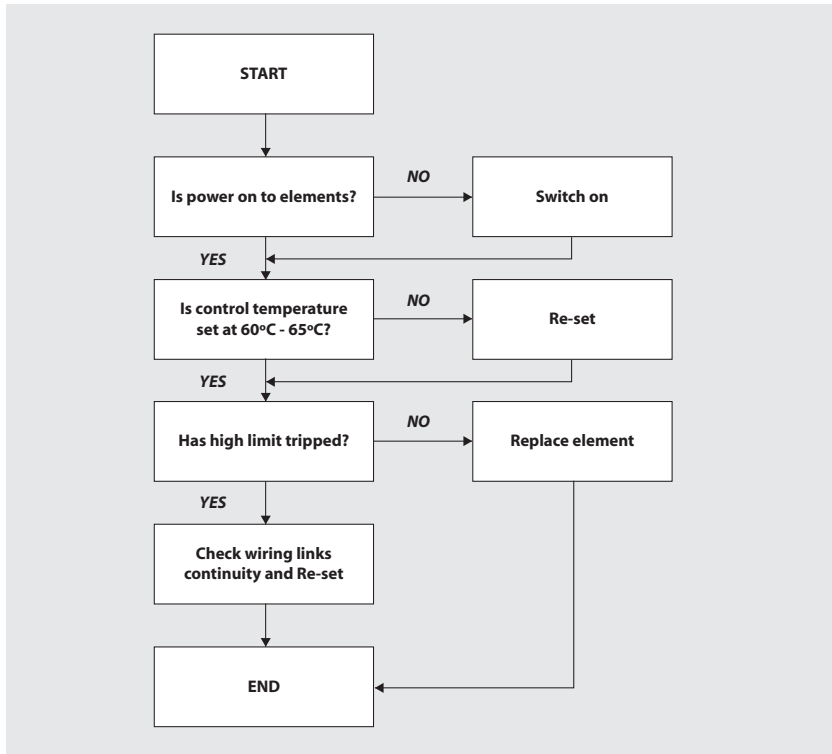 START
Is power on to elements?
NO
Switch on
YES
Is control temperature
set at 60ºC - 65ºC?
NO
Re-set
YES
Has high limit tripped?
NO
Replace element
YES
Check wiring links
continuity and Re-set
END